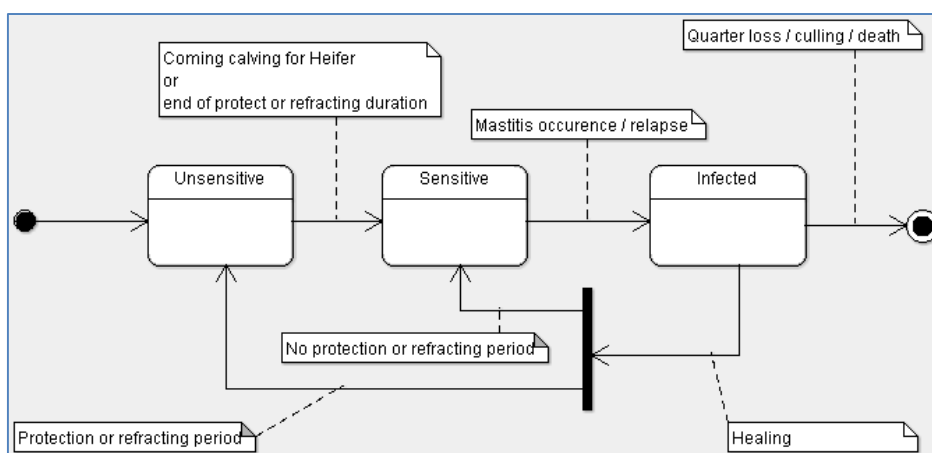 Quarter loss / culling / death
Coming calving for Heifer
or
end of protect or refracting duration
Mastitis occurence / relapse
Unsensitive
Sensitive
Infected
No protection or refracting period
Protection or refracting period
Healing